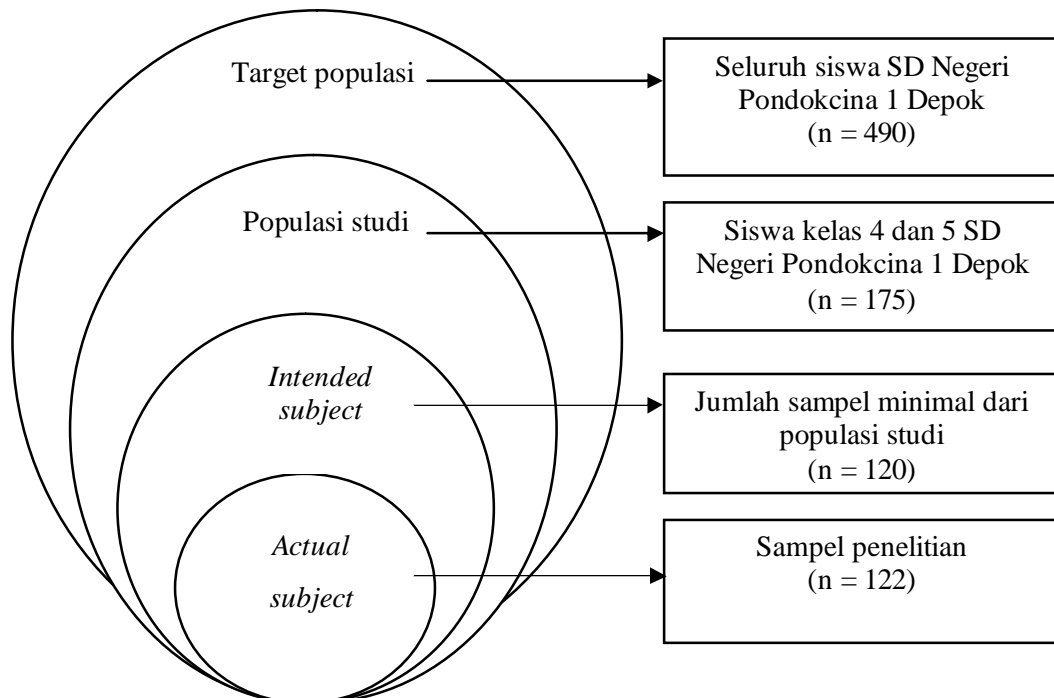 Target populasi
Seluruh siswa SD Negeri
Pondokcina 1 Depok
(n = 490)
Populasi studi
Siswa kelas 4 dan 5 SD
Negeri Pondokcina 1 Depok
(n = 175)
Intended
subject
Jumlah sampel minimal dari
populasi studi
(n = 120)
Actual
subject
Sampel penelitian
(n = 122)